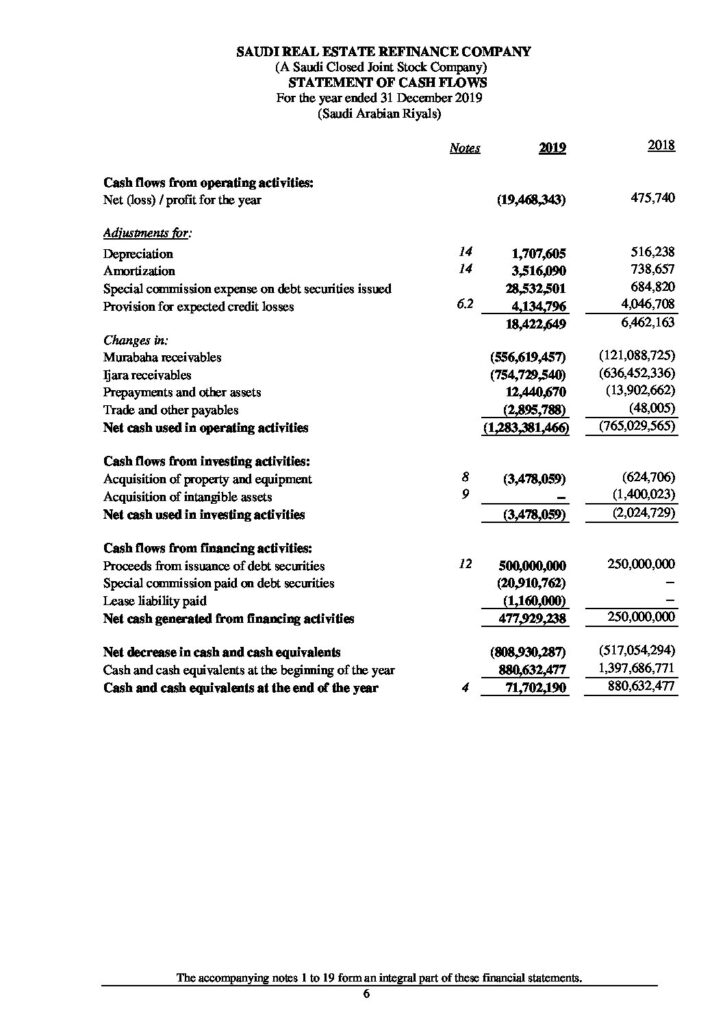 SAUDI REAL ESTATE REFINANCE COMPANY
(A Saudi Closed Joint Stock Company)
STATEMENT OF CASH FLOWS
For the year ended 31 December 2019
(Saudi Arabian Riyals)
Notes 2019 2018
Cash flows from operating activities:
Net (loss) / profit for the year (19,468,343) 475,740
Adjustments for:
Depreciation 14 1,707,605 516,238
Amortization 14 3,516,090 738,657
Special commission expense on debt securities issued 28,532,501 684,820
Provision for expected credit losses 6.2 4,134,796 4,046,708
18,422,649 6,462,163
Changes in:
Murabaha receivables (556,619,457) (121,088,725)
Ijara receivables (754,729,540) (636,452,336)
Prepayments and other assets 12,440,670 (13,902,662)
Trade and other payables (2,895,788) (48,005)
Net cash used in operating activities (1,283,381,466) (765,029,565)
Cash flows from investing activities:
Acquisition of property and equipment 8 (3,478,059) (624,706)
Acquisition of intangible assets 9 – (1,400,023)
Net cash used in investing activities (3,478,059) (2,024,729)
Cash flows from financing activities:
Proceeds from issuance of debt securities 12 500,000,000 250,000,000
Special commission paid on debt securities (20,910,762) –
Lease liability paid (1,160,000) –
Net cash generated from financing activities 477,929,238 250,000,000
Net decrease in cash and cash equivalents (808,930,287) (517,054,294)
Cash and cash equivalents at the beginning of the year 880,632,477 1,397,686,771
Cash and cash equivalents at the end of the year 4 71,702,190 880,632,477
The accompanying notes 1 to 19 form an integral part of these financial statements.
6